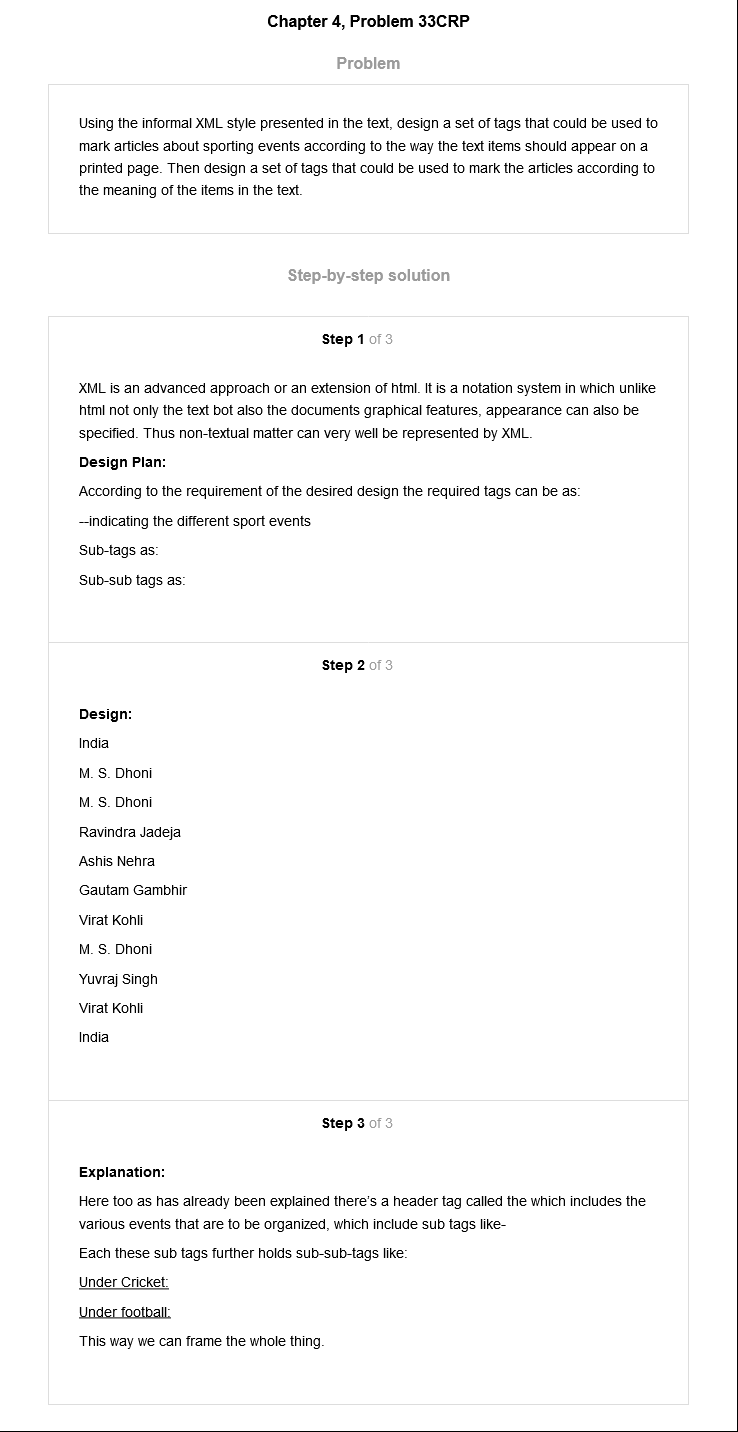 Chapter 4, Problem 33CRP
Problem
Using the informal XML style presented in the text, design a set of tags that could be used to
mark articles about sporting events according to the way the text items should appear on a
printed page. Then design a set of tags that could be used to mark the articles according to
the meaning of the items in the text.
Step-by-step solution
Step 1 of 3
XML is an advanced approach or an extension of html. It is a notation system in which unlike
html not only the text bot also the documents graphical features, appearance can also be
specified. Thus non-textual matter can very well be represented by XML.
Design Plan:
According to the requirement of the desired design the required tags can be as:
--indicating the different sport events
Sub-tags as:
Sub-sub tags as:
Step 2 of 3
Design:
India
M. S. Dhoni
M. S. Dhoni
Ravindra Jadeja
Ashis Nehra
Gautam Gambhir
Virat Kohli
M. S. Dhoni
Yuvraj Singh
Virat Kohli
India
Step 3 of 3
Explanation:
Here too as has already been explained there's a header tag called the which includes the
various events that are to be organized, which include sub tags like-
Each these sub tags further holds sub-sub-tags like:
Under Cricket:
Under football:
This way we can frame the whole thing.